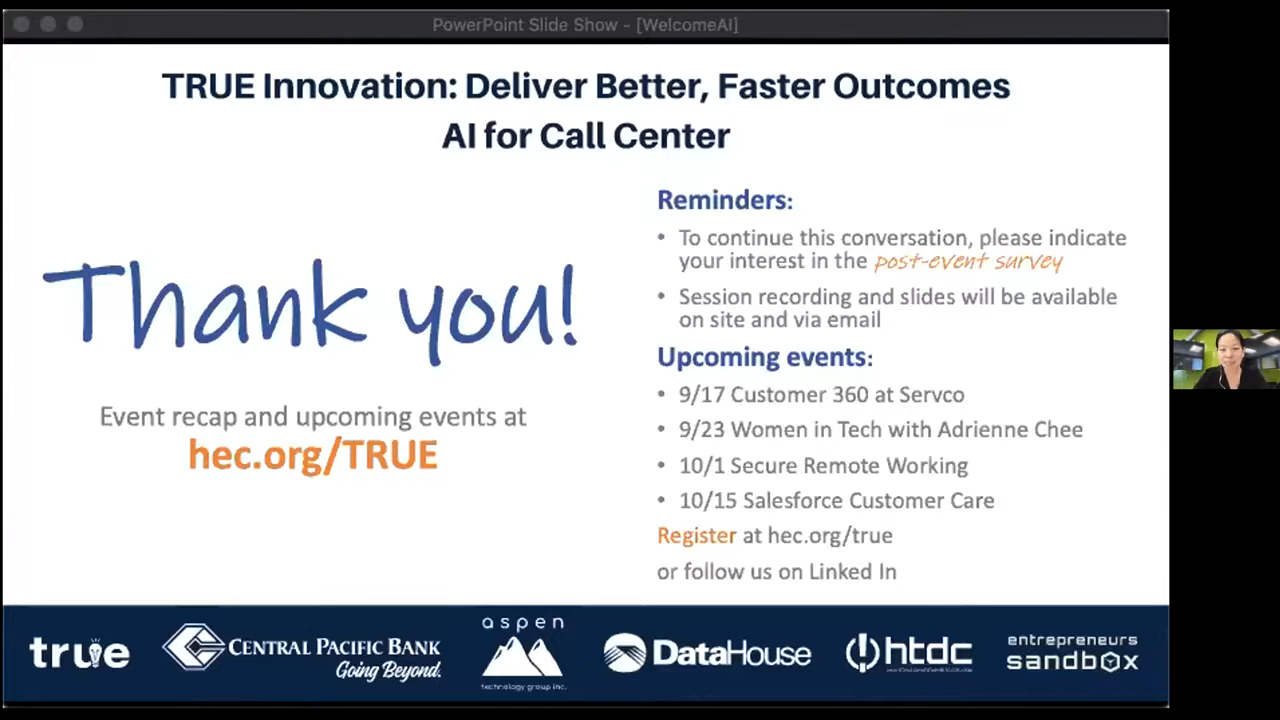 PowerPoint Slide Show - [WelcomeAI]
TRUE Innovation: Deliver Better, Faster Outcomes
AI for Call Center
Thank you!
Event recap and upcoming events at
hec.org/TRUE
Reminders:
• To continue this conversation, please indicate
your interest in the post-event survey
• Session recording and slides will be available
on site and via email
Upcoming events:
• 9/17 Customer 360 at Servco
• 9/23 Women in Tech with Adrienne Chee
• 10/1 Secure Remote Working
• 10/15 Salesforce Customer Care
Register at hec.org/true
or follow us on Linked In
true
CENTRAL PACIFIC BANK
Going Beyond.
aspen
technology group inc.
DataHouse
htdc
entrepreneurs
sandbox